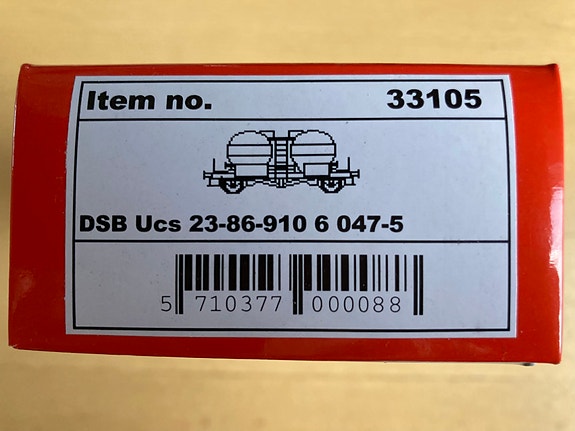 Item no. 33105
DSB Ucs 23-86-910 6 047-5
5 710377 000088